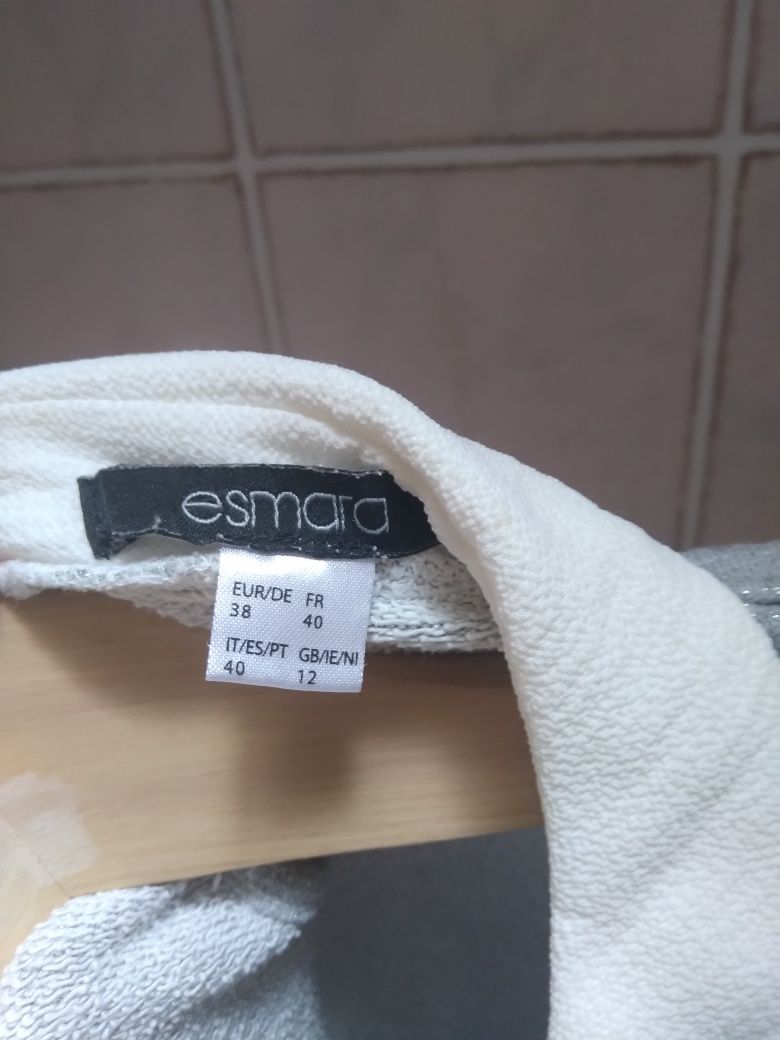 esmara
EUR/DE FR
38 40
IT/ES/PT GB/IE/NI
40 12